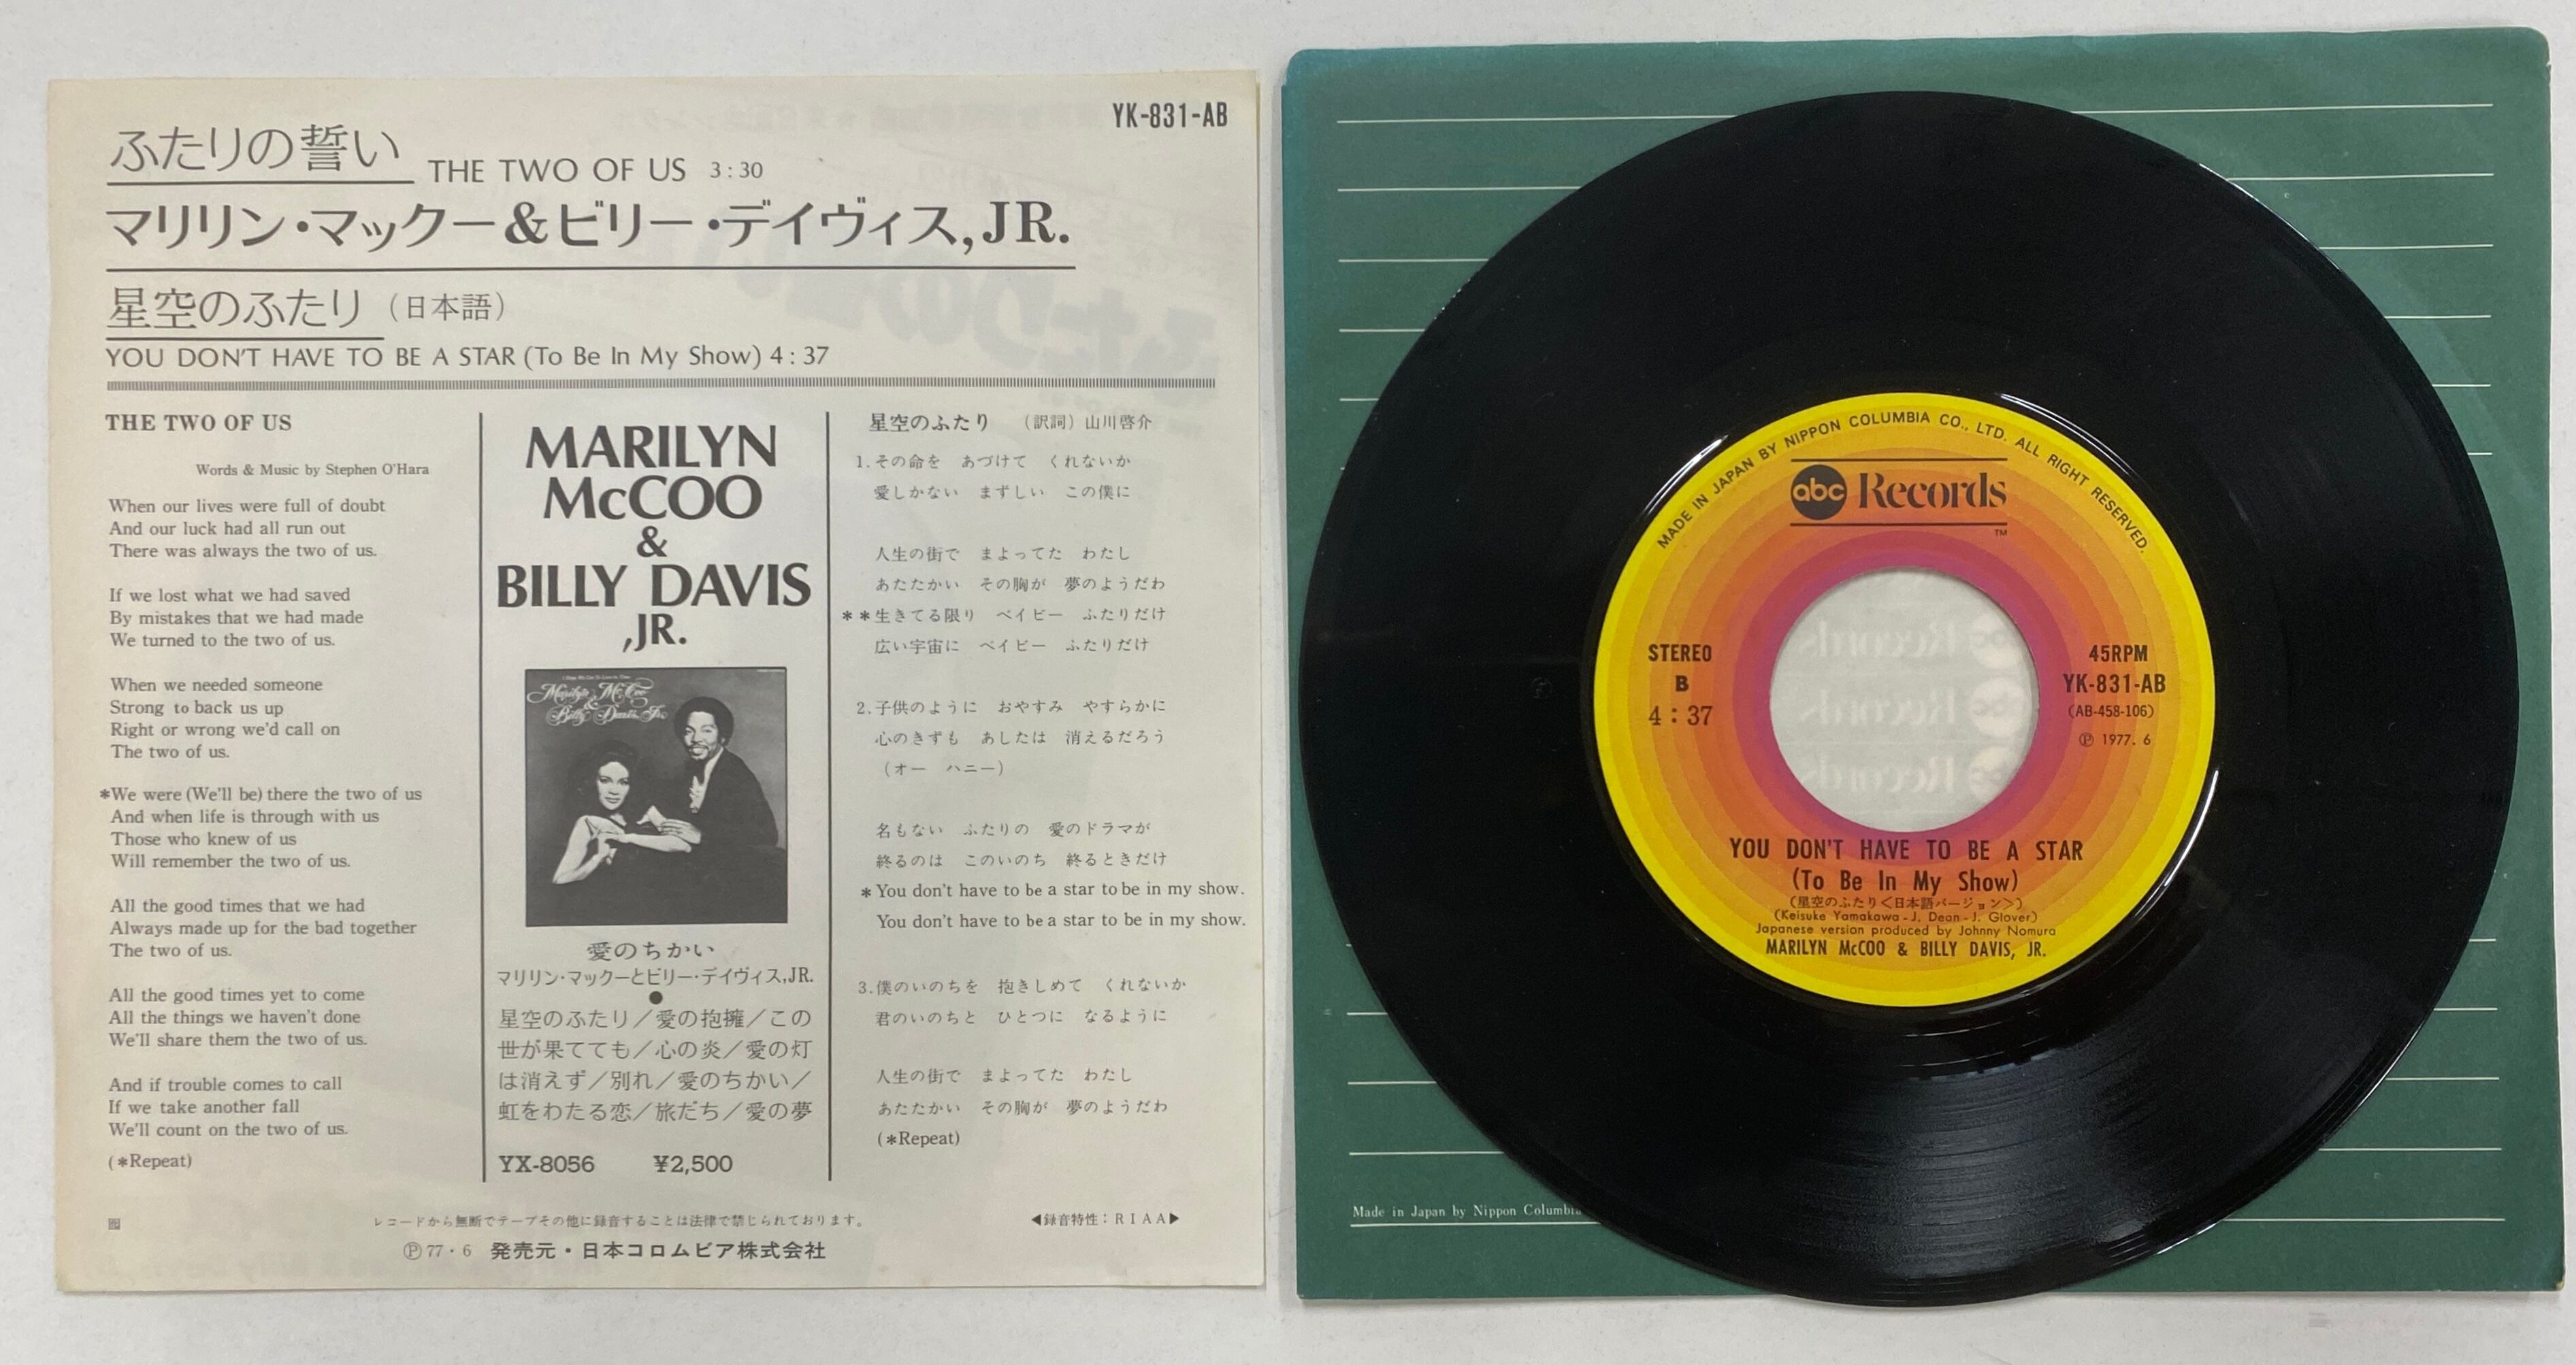 YK-831-AB
ふたりの誓い THE TWO OF US 3:30
マリリン・マックー&ビリー・デイヴィス,JR.
星空のふたり(日本語)
YOU DON'T HAVE TO BE A STAR (To Be In My Show) 4:37
THE TWO OF US
Words & Music by Stephen O'Hara
When our lives were full of doubt
And our luck had all run out
There was always the two of us.
If we lost what we had saved
By mistakes that we had made
We turned to the two of us.
When we needed someone
Strong to back us up
Right or wrong we'd call on
The two of us.
*We were (We'll be) there the two of us
And when life is through with us
Those who knew of us
Will remember the two of us.
All the good times that we had
Always made up for the bad together
The two of us.
All the good times yet to come
All the things we haven't done
We'll share them the two of us.
And if trouble comes to call
If we take another fall
We'll count on the two of us.
(*Repeat)
MARILYN
McCOO
&
BILLY DAVIS
,JR.
Marilyn McCoo
&
Billy Davis, Jr.
愛のちかい
マリリン・マックーとビリー・デイヴィス,JR.
●
星空のふたり/愛の抱擁/この
世が果てても/心の炎/愛の灯
は消えず/別れ/愛のちかい/
虹をわたる恋/旅だち/愛の夢
YX-8056 ¥2,500
星空のふたり (訳詞)山川啓介
1.その命を あづけて くれないか
愛しかない まずしい この僕に
人生の街で まよってた わたし
あたたかい その胸が 夢のようだわ
**生きてる限り ベイビー ふたりだけ
広い宇宙に ベイビー ふたりだけ
2.子供のように おやすみ やすらかに
心のきずも あしたは 消えるだろう
(オー ハニー)
名もない ふたりの 愛のドラマが
終るのは このいのち 終るときだけ
*You don't have to be a star to be in my show.
You don't have to be a star to be in my show.
3.僕のいのちを 抱きしめて くれないか
君のいのちと ひとつに なるように
人生の街で まよってた わたし
あたたかい その胸が 夢のようだわ
(*Repeat)
レコードから無断でテープその他に録音することは法律で禁じられております。
◀録音特性:RIAA▶
Ⓟ77・6 発売元・日本コロムビア株式会社
MADE IN JAPAN BY NIPPON COLUMBIA CO., LTD. ALL RIGHT RESERVED.
abc Records
TM
STEREO
B
4:37
45RPM
YK-831-AB
(AB-458-106)
Ⓟ 1977. 6
YOU DON'T HAVE TO BE A STAR
(To Be In My Show)
(星空のふたり<日本語バージョン>)
(Keisuke Yamakawa - J. Dean - J. Glover)
Japanese version produced by Johnny Nomura
MARILYN McCOO & BILLY DAVIS, JR.
Made in Japan by Nippon Columbia